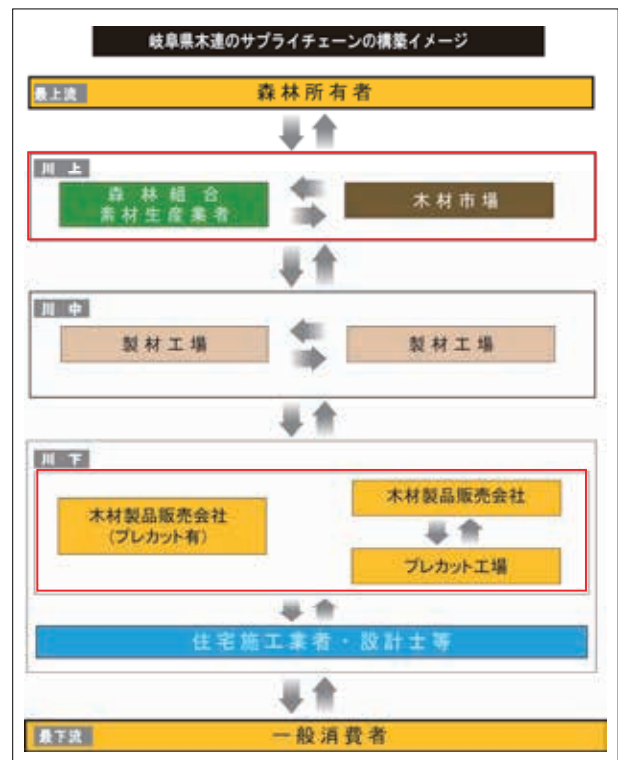 岐阜県木連のサプライチェーンの構築イメージ
最上流
森林所有者
川上
森林組合
素材生産業者
木材市場
川中
製材工場
製材工場
川下
木材製品販売会社
(プレカット有)
木材製品販売会社
プレカット工場
住宅施工業者・設計士等
最下流
一般消費者